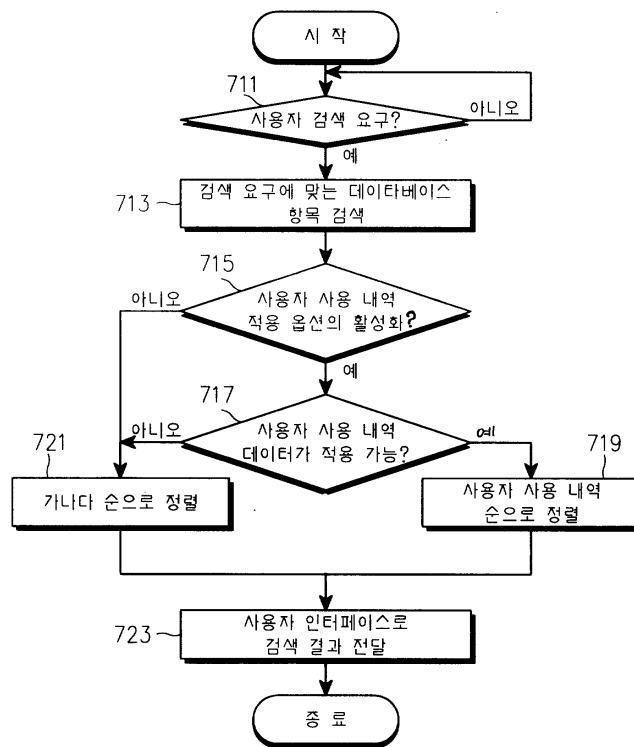 시 작
711
사용자 검색 요구?
아니오
예
713
검색 요구에 맞는 데이타베이스
항목 검색
715
아니오
사용자 사용 내역
적용 옵션의 활성화?
예
717
아니오
사용자 사용 내역
데이터가 적용 가능?
예
721
가나다 순으로 정렬
719
사용자 사용 내역
순으로 정렬
723
사용자 인터페이스로
검색 결과 전달
종 료